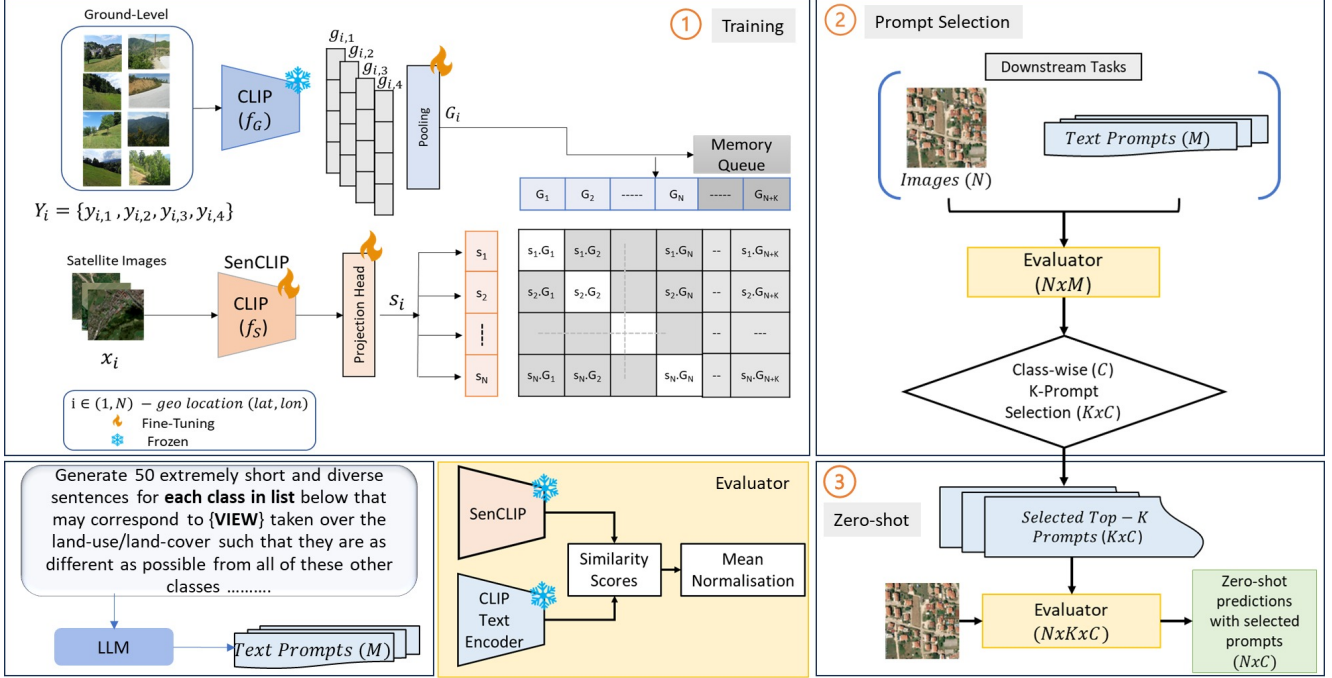 Ground-Level
CLIP
(f_G)
g_{i,1}
g_{i,2}
g_{i,3}
g_{i,4}
Pooling
G_i
① Training
Memory
Queue
G_1 G_2 ----- G_N ----- G_{N+K}
Y_i = {y_{i,1} , y_{i,2}, y_{i,3}, y_{i,4}}
Satellite Images
x_i
SenCLIP
CLIP
(f_S)
Projection Head
s_i
s_1
s_2
s_N
s_1.G_1 s_1.G_2 s_1.G_N -- s_1.G_{N+K}
s_2.G_1 s_2.G_2 s_2.G_N -- s_2.G_{N+K}
-- ---
s_N.G_1 s_N.G_2 s_N.G_N -- s_N.G_{N+K}
i ∈ (1, N) − geo location (lat, lon)
Fine-Tuning
Frozen
② Prompt Selection
Downstream Tasks
Images (N)
Text Prompts (M)
Evaluator
(NxM)
Class-wise (C)
K-Prompt
Selection (KxC)
Generate 50 extremely short and diverse
sentences for each class in list below that
may correspond to {VIEW} taken over the
land-use/land-cover such that they are as
different as possible from all of these other
classes ..........
LLM
Text Prompts (M)
Evaluator
SenCLIP
CLIP
Text
Encoder
Similarity
Scores
Mean
Normalisation
③
Zero-shot
Selected Top − K
Prompts (KxC)
Evaluator
(NxKxC)
Zero-shot
predictions
with selected
prompts
(NxC)